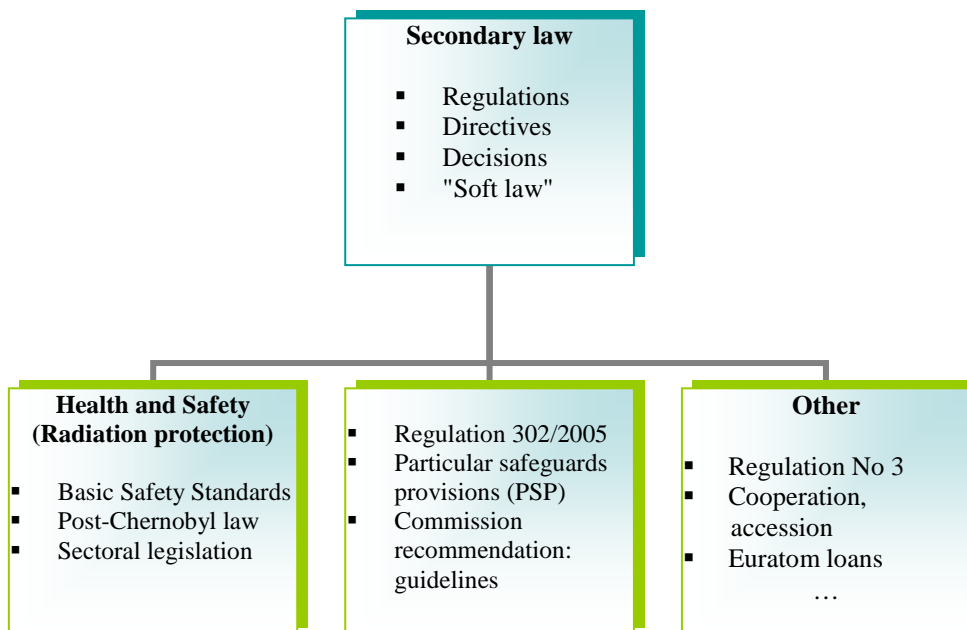 Secondary law
▪ Regulations
▪ Directives
▪ Decisions
▪ "Soft law"
Health and Safety
(Radiation protection)
▪ Basic Safety Standards
▪ Post-Chernobyl law
▪ Sectoral legislation
▪ Regulation 302/2005
▪ Particular safeguards
provisions (PSP)
▪ Commission
recommendation:
guidelines
Other
▪ Regulation No 3
▪ Cooperation,
accession
▪ Euratom loans
…